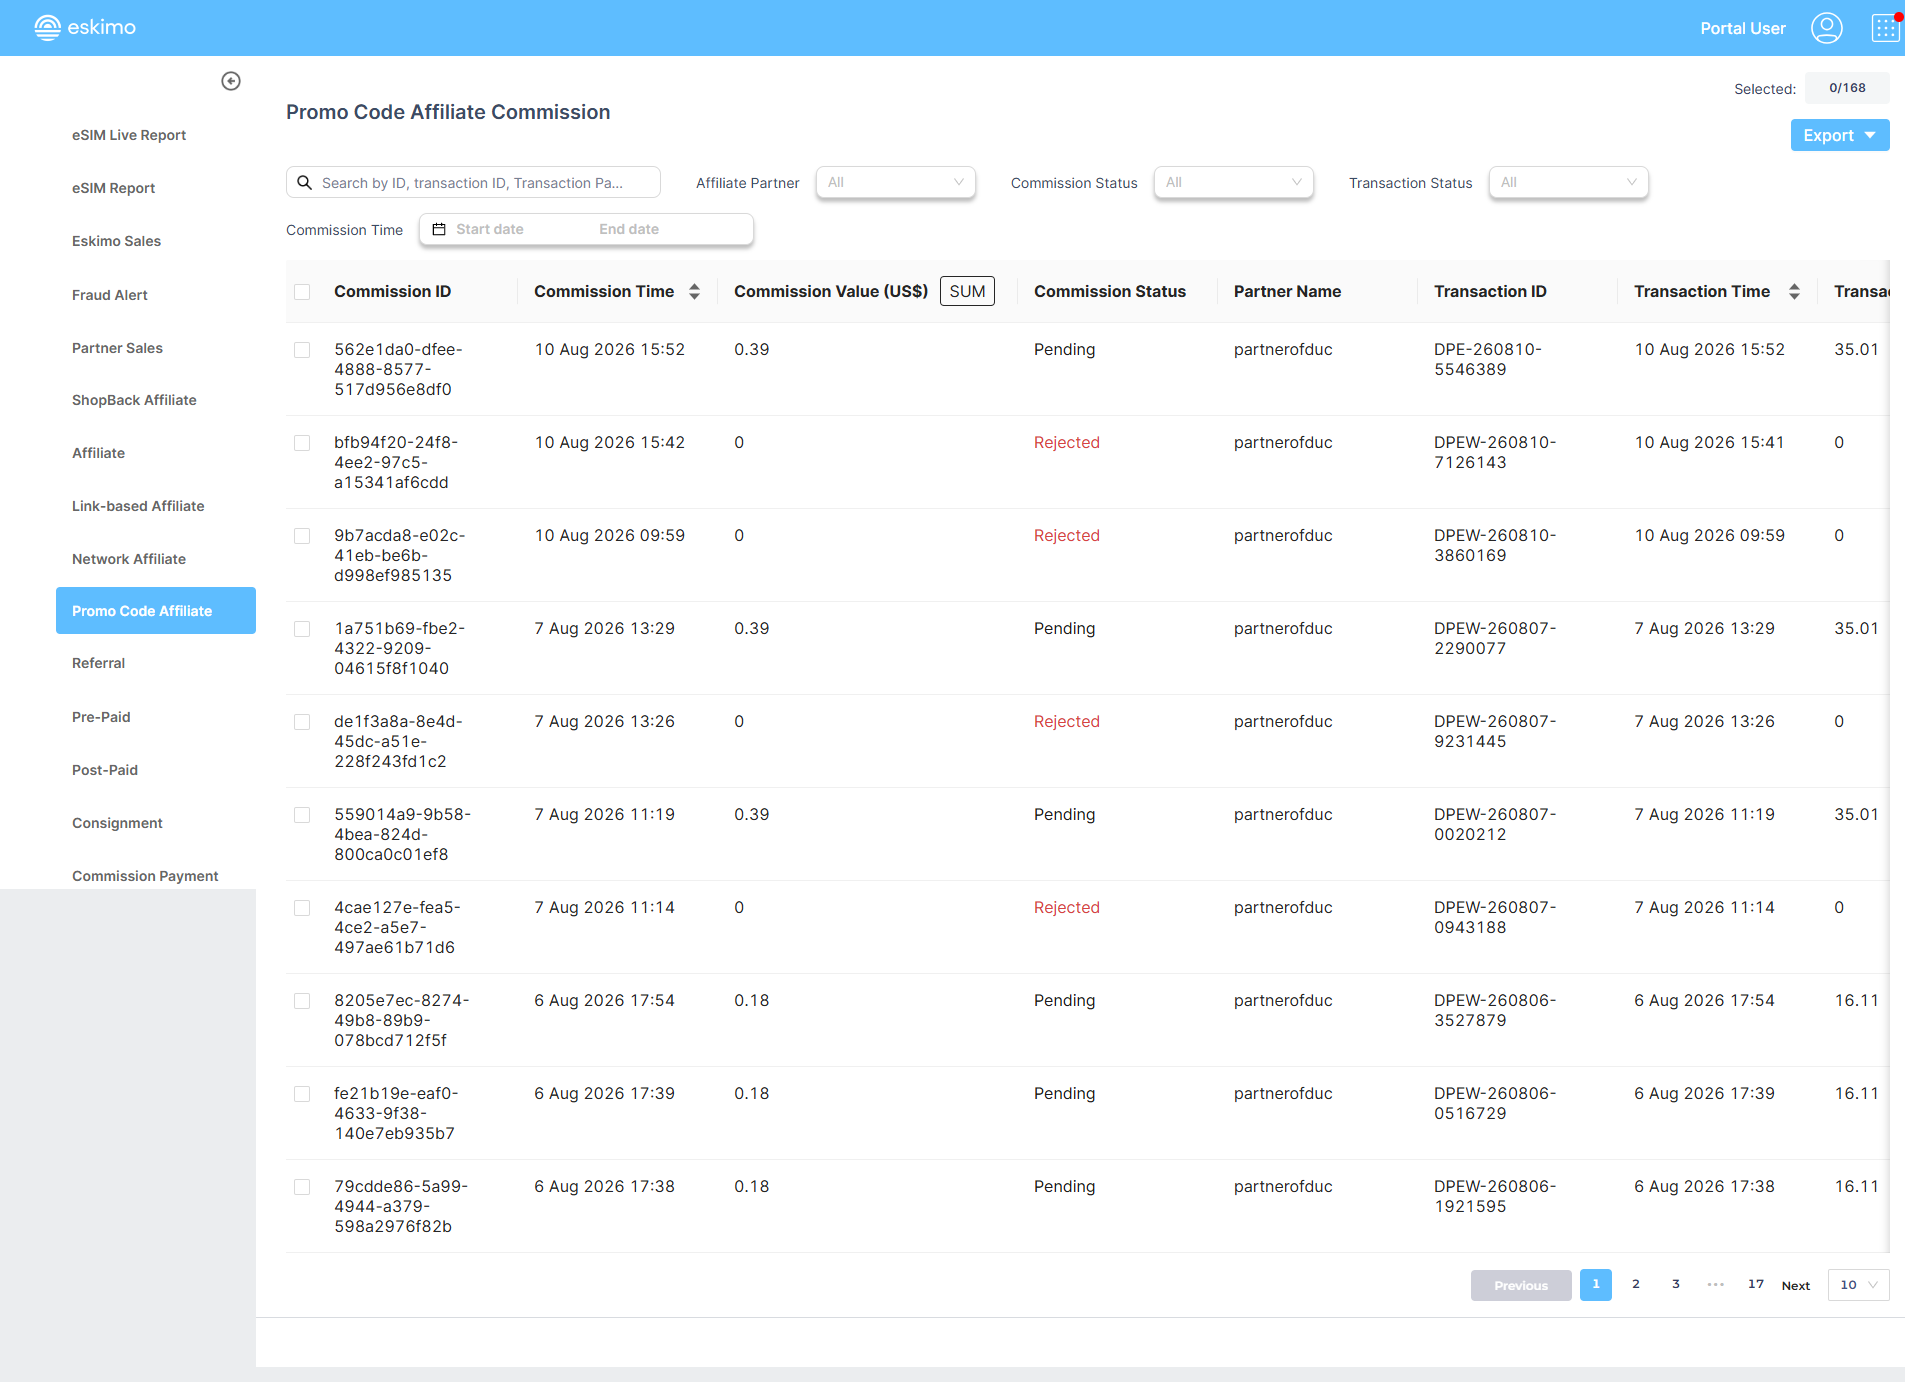 eskimo
Portal User
Selected: 0/168
Promo Code Affiliate Commission
Export
eSIM Live Report
eSIM Report
Eskimo Sales
Fraud Alert
Partner Sales
ShopBack Affiliate
Affiliate
Link-based Affiliate
Network Affiliate
Promo Code Affiliate
Referral
Pre-Paid
Post-Paid
Consignment
Commission Payment
Search by ID, transaction ID, Transaction Pa...
Affiliate Partner All
Commission Status All
Transaction Status All
Commission Time Start date End date
Commission ID Commission Time Commission Value (US$) SUM Commission Status Partner Name Transaction ID Transaction Time Transa
562e1da0-dfee- 10 Aug 2026 15:52 0.39 Pending partnerofduc DPE-260810- 10 Aug 2026 15:52 35.01
4888-8577- 5546389
517d956e8df0
bfb94f20-24f8- 10 Aug 2026 15:42 0 Rejected partnerofduc DPEW-260810- 10 Aug 2026 15:41 0
4ee2-97c5- 7126143
a15341af6cdd
9b7acda8-e02c- 10 Aug 2026 09:59 0 Rejected partnerofduc DPEW-260810- 10 Aug 2026 09:59 0
41eb-be6b- 3860169
d998ef985135
1a751b69-fbe2- 7 Aug 2026 13:29 0.39 Pending partnerofduc DPEW-260807- 7 Aug 2026 13:29 35.01
4322-9209- 2290077
04615f8f1040
de1f3a8a-8e4d- 7 Aug 2026 13:26 0 Rejected partnerofduc DPEW-260807- 7 Aug 2026 13:26 0
45dc-a51e- 9231445
228f243fd1c2
559014a9-9b58- 7 Aug 2026 11:19 0.39 Pending partnerofduc DPEW-260807- 7 Aug 2026 11:19 35.01
4bea-824d- 0020212
800ca0c01ef8
4cae127e-fea5- 7 Aug 2026 11:14 0 Rejected partnerofduc DPEW-260807- 7 Aug 2026 11:14 0
4ce2-a5e7- 0943188
497ae61b71d6
8205e7ec-8274- 6 Aug 2026 17:54 0.18 Pending partnerofduc DPEW-260806- 6 Aug 2026 17:54 16.11
49b8-89b9- 3527879
078bcd712f5f
fe21b19e-eaf0- 6 Aug 2026 17:39 0.18 Pending partnerofduc DPEW-260806- 6 Aug 2026 17:39 16.11
4633-9f38- 0516729
140e7eb935b7
79cdde86-5a99- 6 Aug 2026 17:38 0.18 Pending partnerofduc DPEW-260806- 6 Aug 2026 17:38 16.11
4944-a379- 1921595
598a2976f82b
Previous 1 2 3 ··· 17 Next 10